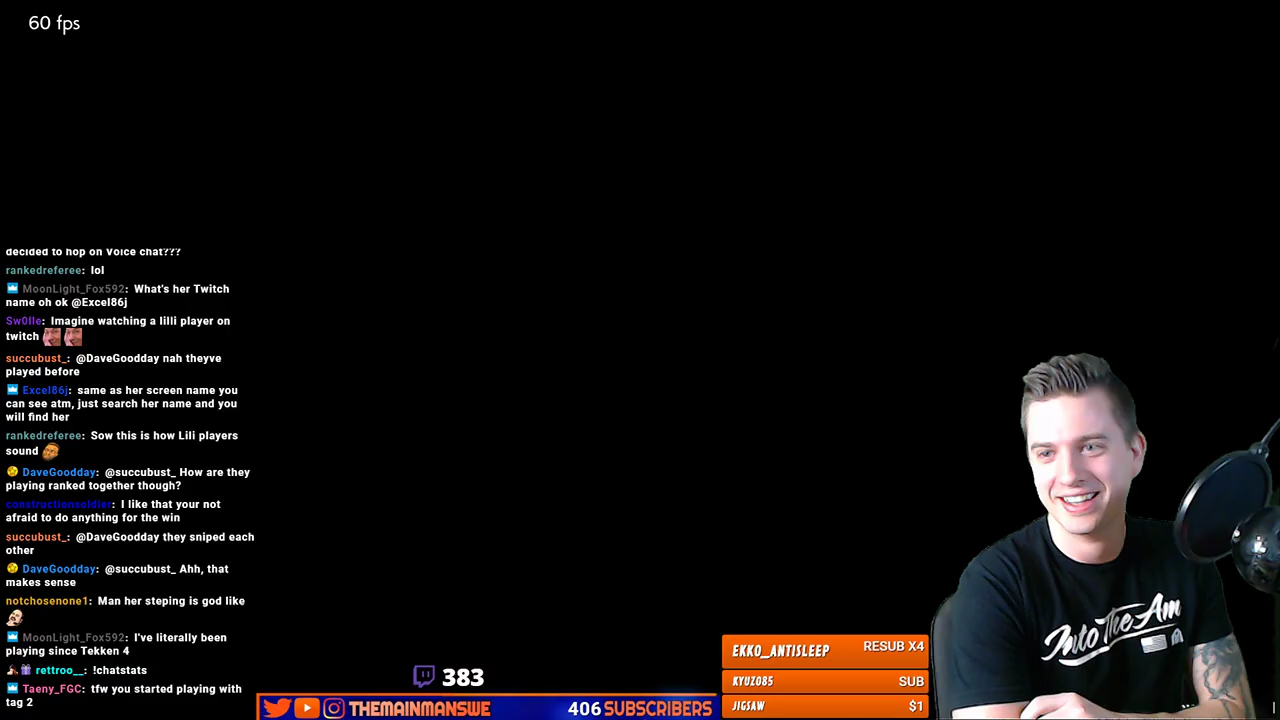 60 fps
decided to hop on Voice chat???
rankedreferee: lol
MoonLight_Fox592: What's her Twitch
name oh ok @Excel86j
Sw0lle: Imagine watching a lilli player on
twitch
succubust_: @DaveGoodday nah theyve
played before
Excel86j: same as her screen name you
can see atm, just search her name and you
will find her
rankedreferee: Sow this is how Lili players
sound
DaveGoodday: @succubust_ How are they
playing ranked together though?
constructionsoldier: I like that your not
afraid to do anything for the win
succubust_: @DaveGoodday they sniped each
other
DaveGoodday: @succubust_ Ahh, that
makes sense
notchosenone1: Man her steping is god like
MoonLight_Fox592: I've literally been
playing since Tekken 4
rettroo__: !chatstats
Taeny_FGC: tfw you started playing with
tag 2
383
THEMAINMANSWE
406 SUBSCRIBERS
EKKO_ANTISLEEP RESUB X4
KYUZO85 SUB
JIGSAW $1
Into The Am